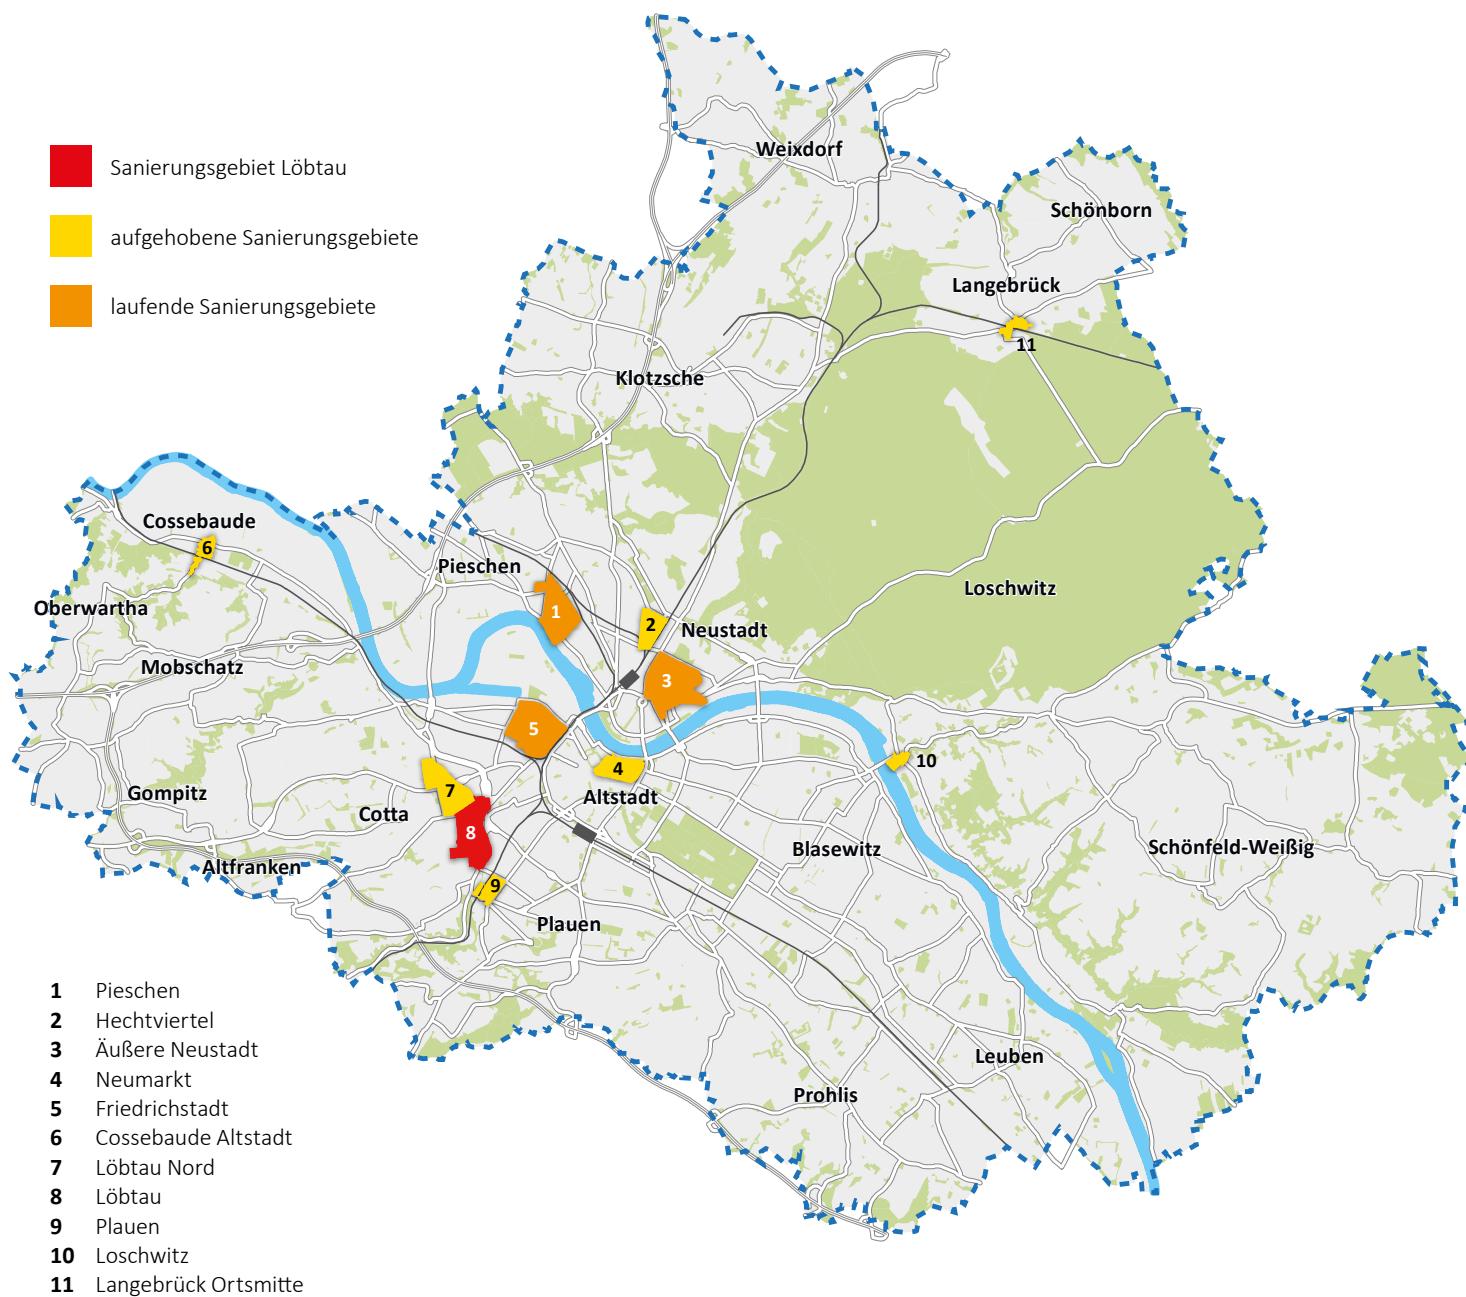 Sanierungsgebiet Löbtau
aufgehobene Sanierungsgebiete
laufende Sanierungsgebiete
Weixdorf
Schönborn
Langebrück
11
Klotzsche
Cossebaude
6
Pieschen
Oberwartha
1
2
Neustadt
Loschwitz
Mobschatz
3
5
4
10
Gompitz
7
Altstadt
Cotta
8
Blasewitz
Schönfeld-Weißig
Altfranken
9
Plauen
Leuben
Prohlis
1 Pieschen
2 Hechtviertel
3 Äußere Neustadt
4 Neumarkt
5 Friedrichstadt
6 Cossebaude Altstadt
7 Löbtau Nord
8 Löbtau
9 Plauen
10 Loschwitz
11 Langebrück Ortsmitte